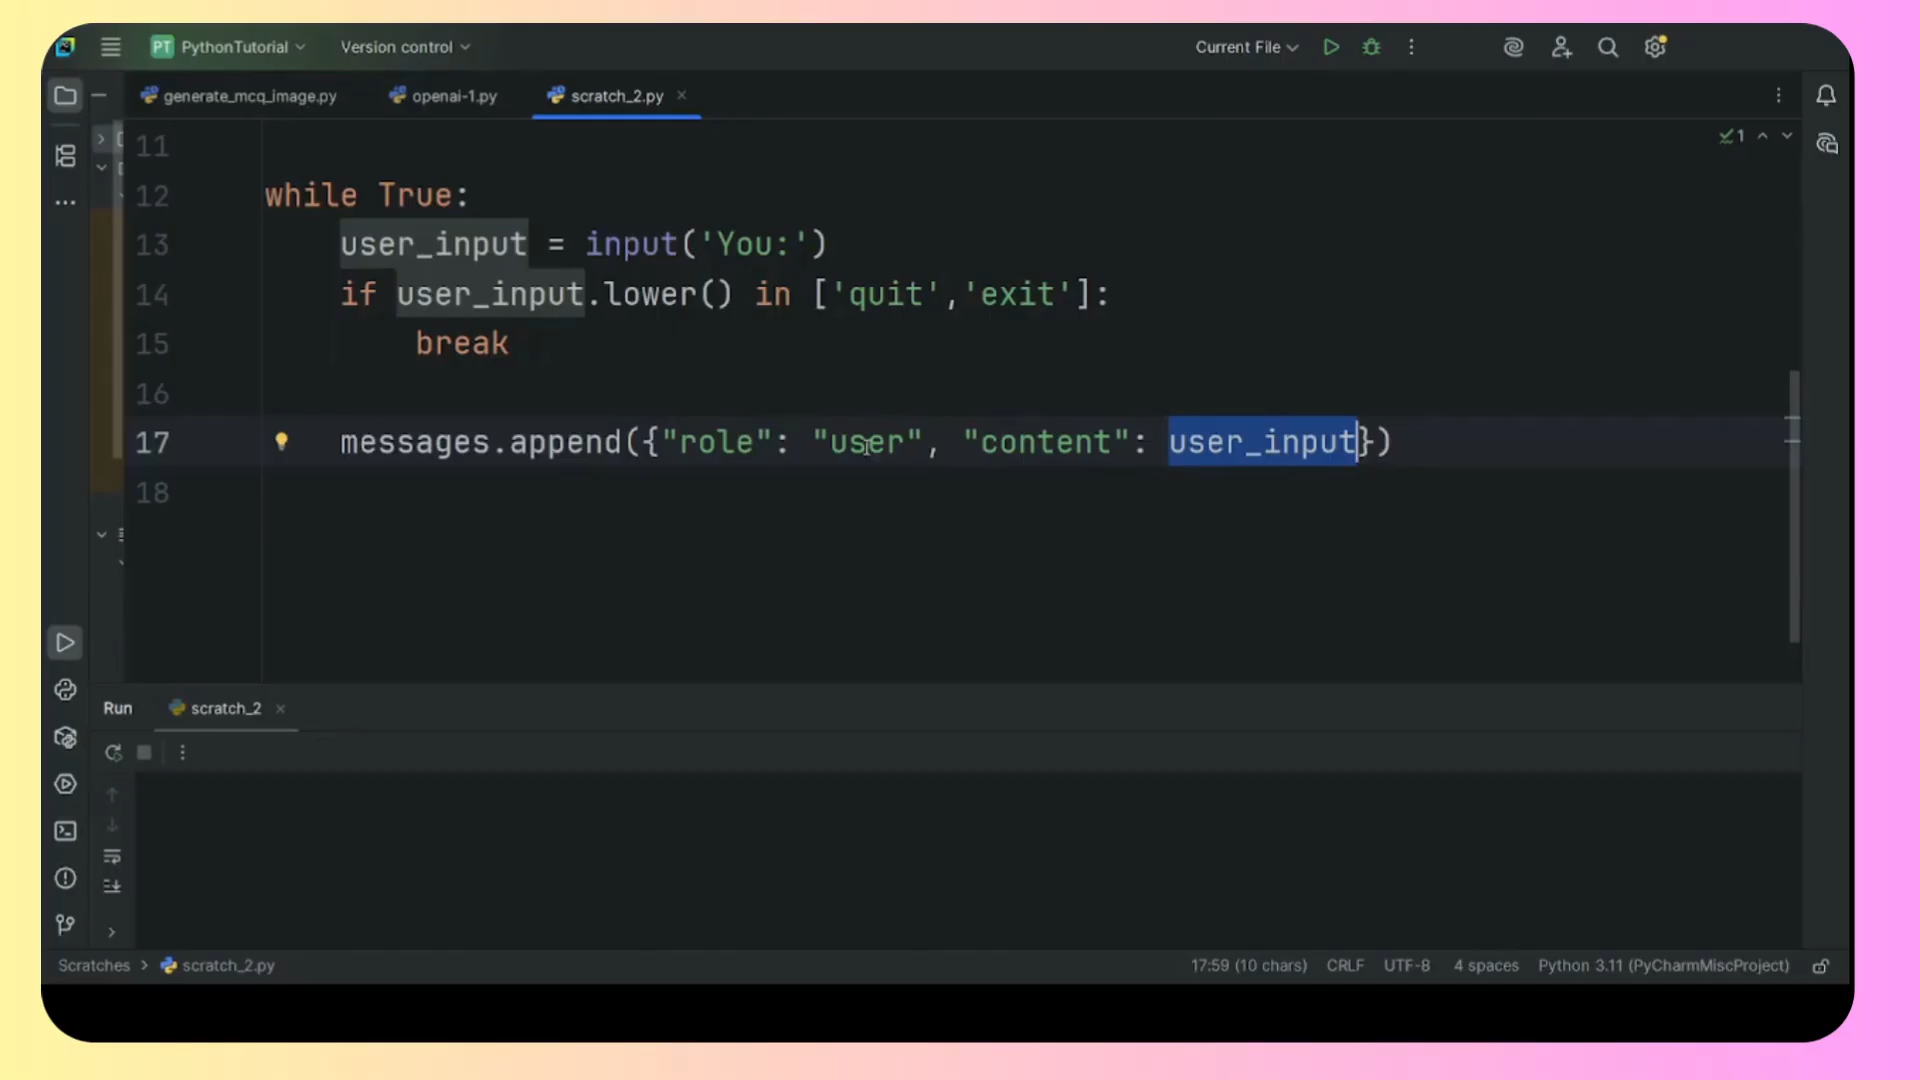 PT PythonTutorial Version control Current File
generate_mcq_image.py openai-1.py scratch_2.py
11
12 while True:
13 user_input = input('You:')
14 if user_input.lower() in ['quit','exit']:
15 break
16
17 messages.append({"role": "user", "content": user_input})
18
1
Run scratch_2
Scratches > scratch_2.py 17:59 (10 chars) CRLF UTF-8 4 spaces Python 3.11 (PyCharmMiscProject)